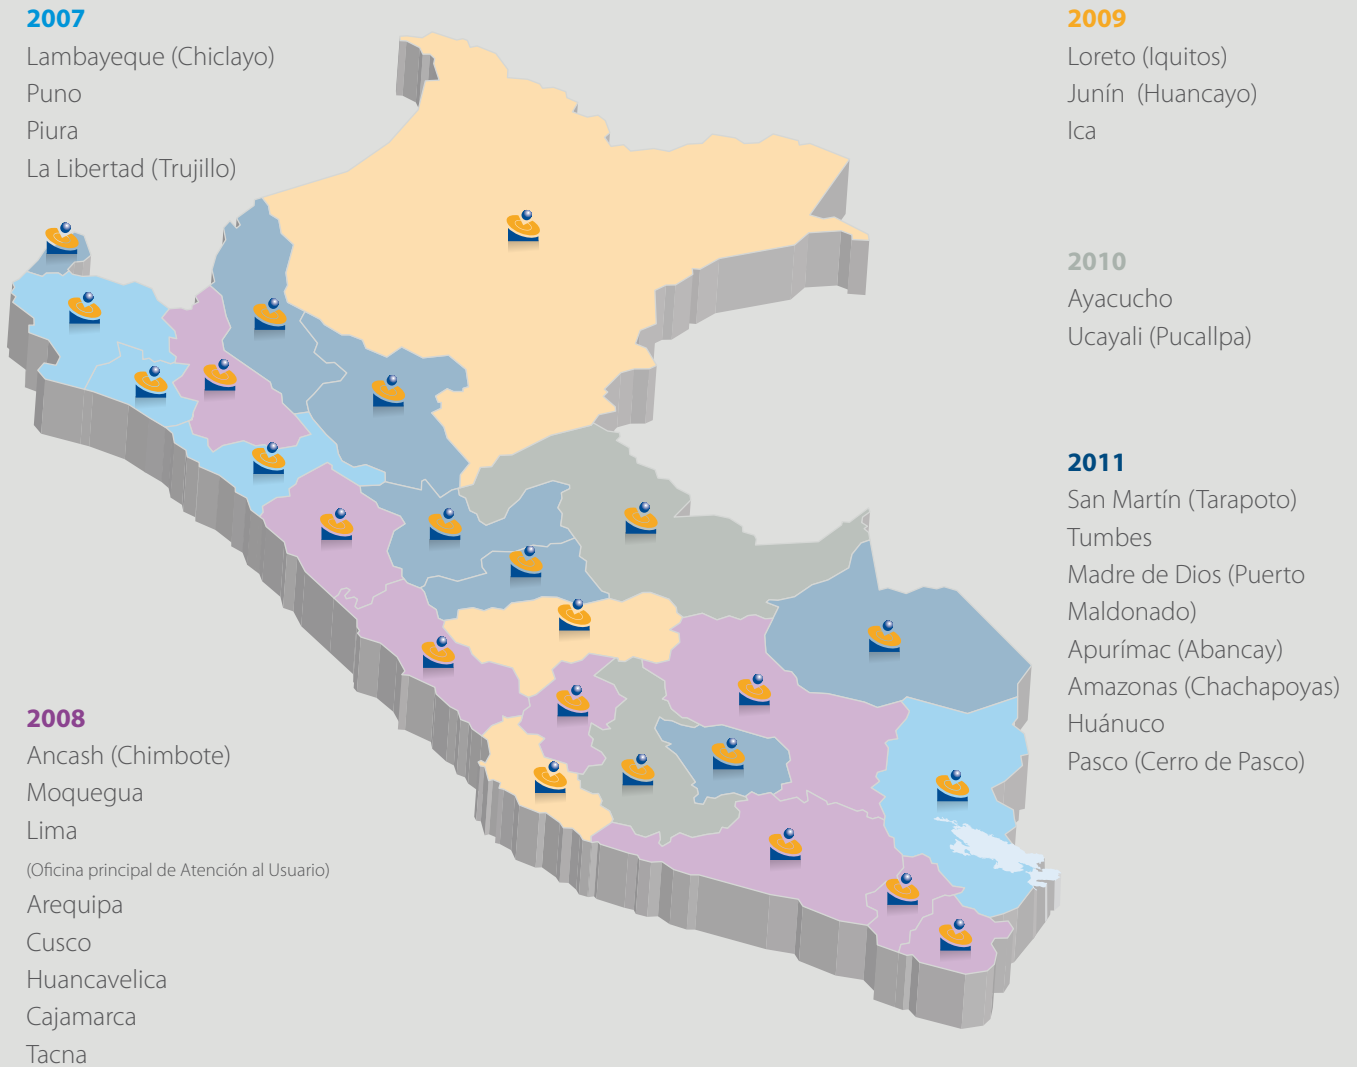 2007
Lambayeque (Chiclayo)
Puno
Piura
La Libertad (Trujillo)
2008
Ancash (Chimbote)
Moquegua
Lima
(Oficina principal de Atención al Usuario)
Arequipa
Cusco
Huancavelica
Cajamarca
Tacna
2009
Loreto (Iquitos)
Junín (Huancayo)
Ica
2010
Ayacucho
Ucayali (Pucallpa)
2011
San Martín (Tarapoto)
Tumbes
Madre de Dios (Puerto
Maldonado)
Apurímac (Abancay)
Amazonas (Chachapoyas)
Huánuco
Pasco (Cerro de Pasco)